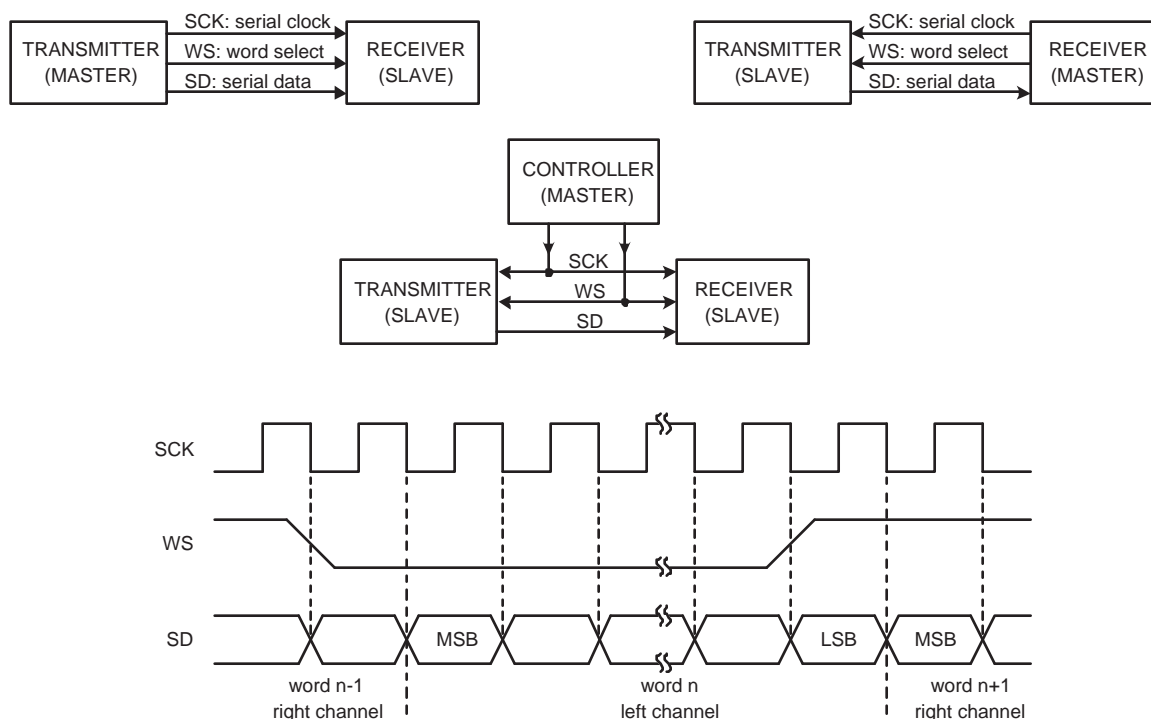 SCK: serial clock
TRANSMITTER
(MASTER)
WS: word select
RECEIVER
(SLAVE)
SD: serial data
SCK: serial clock
TRANSMITTER
(SLAVE)
WS: word select
RECEIVER
(MASTER)
SD: serial data
CONTROLLER
(MASTER)
SCK
TRANSMITTER
(SLAVE)
WS
RECEIVER
(SLAVE)
SD
SCK
WS
SD
MSB
LSB
MSB
word n-1
right channel
word n
left channel
word n+1
right channel